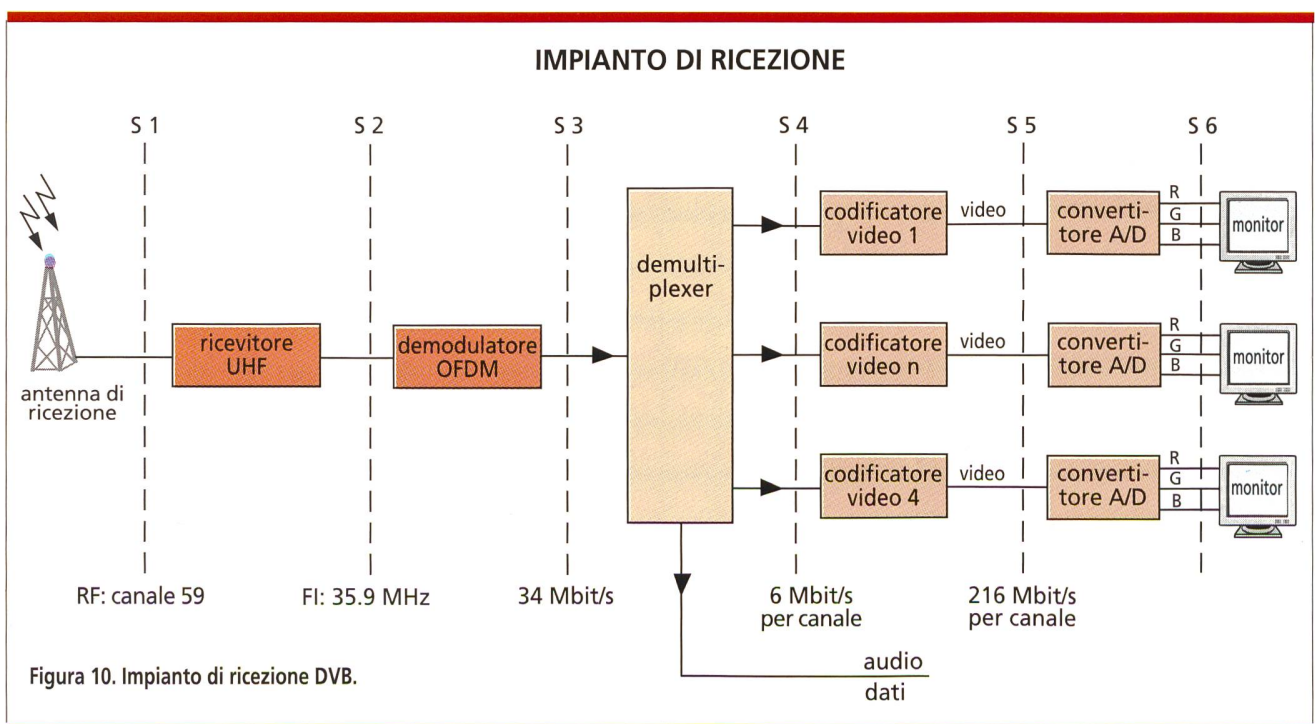 IMPIANTO DI RICEZIONE
S 1
S 2
S 3
S 4
S 5
S 6
antenna di
ricezione
ricevitore
UHF
demodulatore
OFDM
demulti-
plexer
codificatore
video 1
video
converti-
tore A/D
R
G
B
monitor
codificatore
video n
video
converti-
tore A/D
R
G
B
monitor
codificatore
video 4
video
converti-
tore A/D
R
G
B
monitor
RF: canale 59
FI: 35.9 MHz
34 Mbit/s
6 Mbit/s
per canale
216 Mbit/s
per canale
audio
dati
Figura 10. Impianto di ricezione DVB.